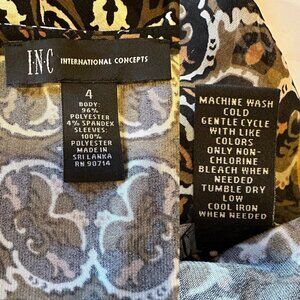 I.N.C INTERNATIONAL CONCEPTS
4
BODY:
96%
POLYESTER
4% SPANDEX
SLEEVES:
100%
POLYESTER
MADE IN
SRI LANKA
RN 90714
MACHINE WASH
COLD
GENTLE CYCLE
WITH LIKE
COLORS
ONLY NON-
CHLORINE
BLEACH WHEN
NEEDED
TUMBLE DRY
LOW
COOL IRON
WHEN NEEDED